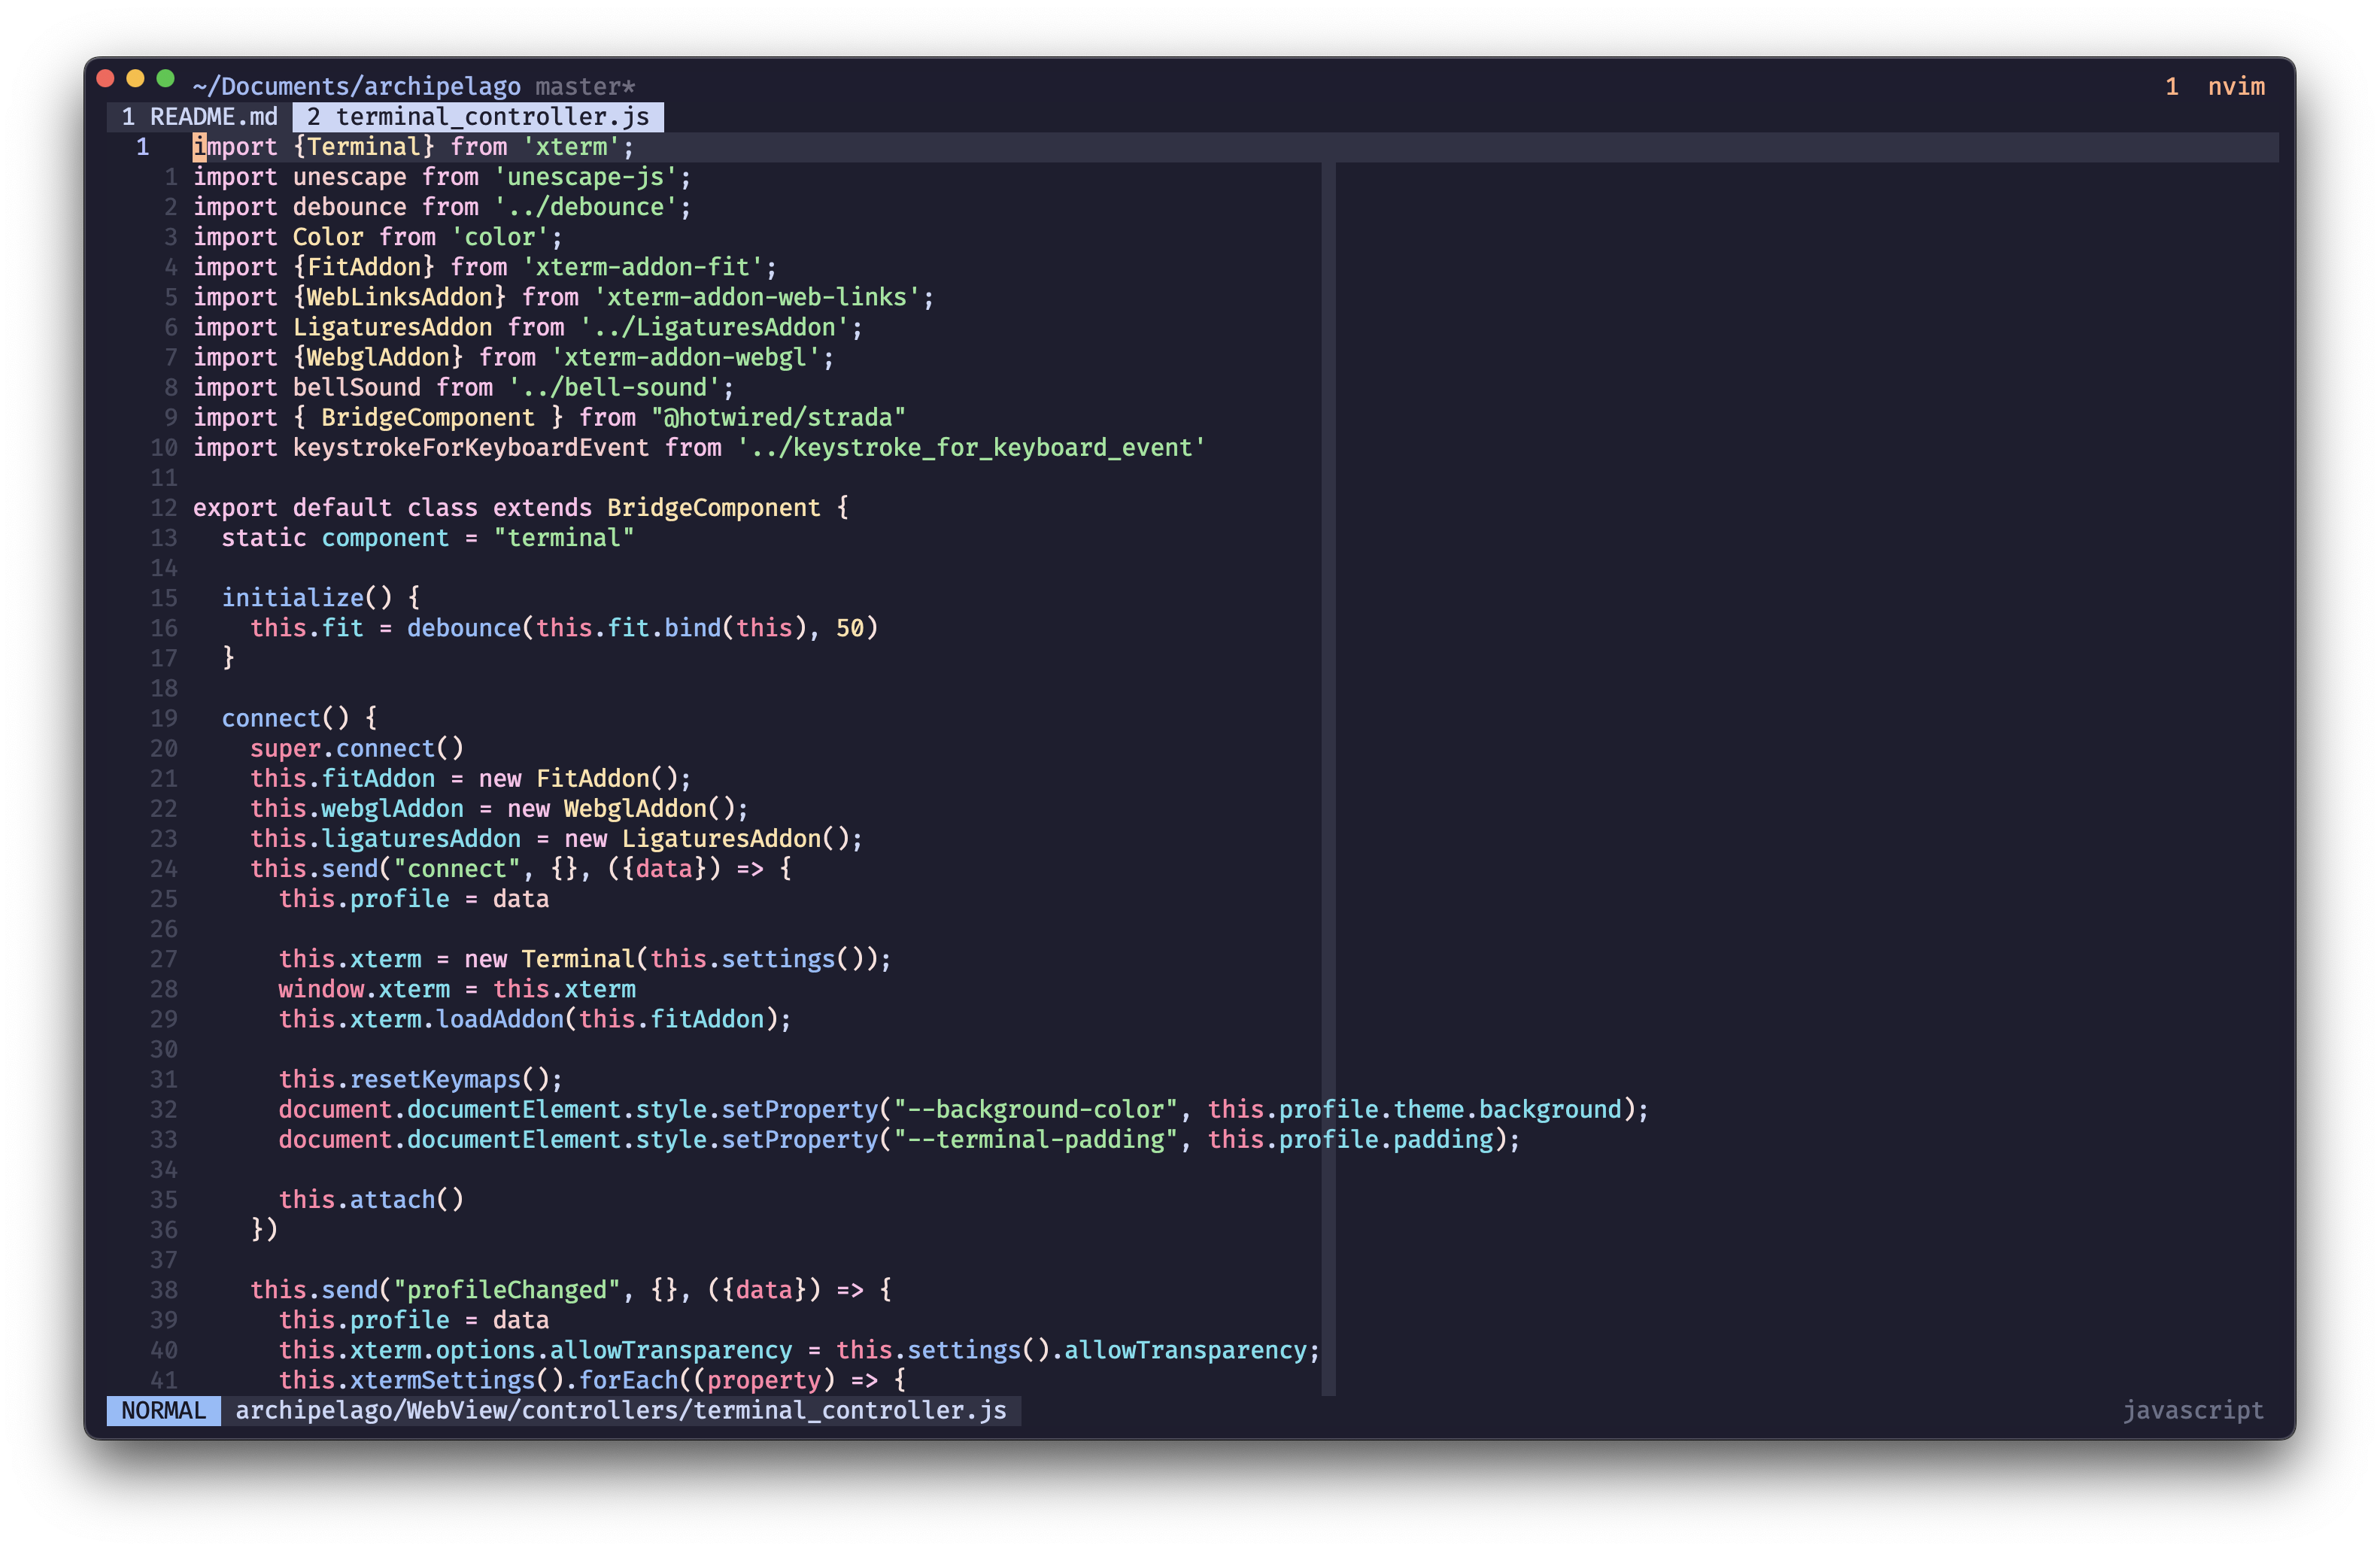 ~/Documents/archipelago master* 1 nvim
1 README.md 2 terminal_controller.js
1 import {Terminal} from 'xterm';
1 import unescape from 'unescape-js';
2 import debounce from '../debounce';
3 import Color from 'color';
4 import {FitAddon} from 'xterm-addon-fit';
5 import {WebLinksAddon} from 'xterm-addon-web-links';
6 import LigaturesAddon from '../LigaturesAddon';
7 import {WebglAddon} from 'xterm-addon-webgl';
8 import bellSound from '../bell-sound';
9 import { BridgeComponent } from "@hotwired/strada"
10 import keystrokeForKeyboardEvent from '../keystroke_for_keyboard_event'
11
12 export default class extends BridgeComponent {
13   static component = "terminal"
14
15   initialize() {
16     this.fit = debounce(this.fit.bind(this), 50)
17   }
18
19   connect() {
20     super.connect()
21     this.fitAddon = new FitAddon();
22     this.webglAddon = new WebglAddon();
23     this.ligaturesAddon = new LigaturesAddon();
24     this.send("connect", {}, ({data}) => {
25       this.profile = data
26
27       this.xterm = new Terminal(this.settings());
28       window.xterm = this.xterm
29       this.xterm.loadAddon(this.fitAddon);
30
31       this.resetKeymaps();
32       document.documentElement.style.setProperty("--background-color", this.profile.theme.background);
33       document.documentElement.style.setProperty("--terminal-padding", this.profile.padding);
34
35       this.attach()
36     })
37
38     this.send("profileChanged", {}, ({data}) => {
39       this.profile = data
40       this.xterm.options.allowTransparency = this.settings().allowTransparency;
41       this.xtermSettings().forEach((property) => {
NORMAL archipelago/WebView/controllers/terminal_controller.js javascript